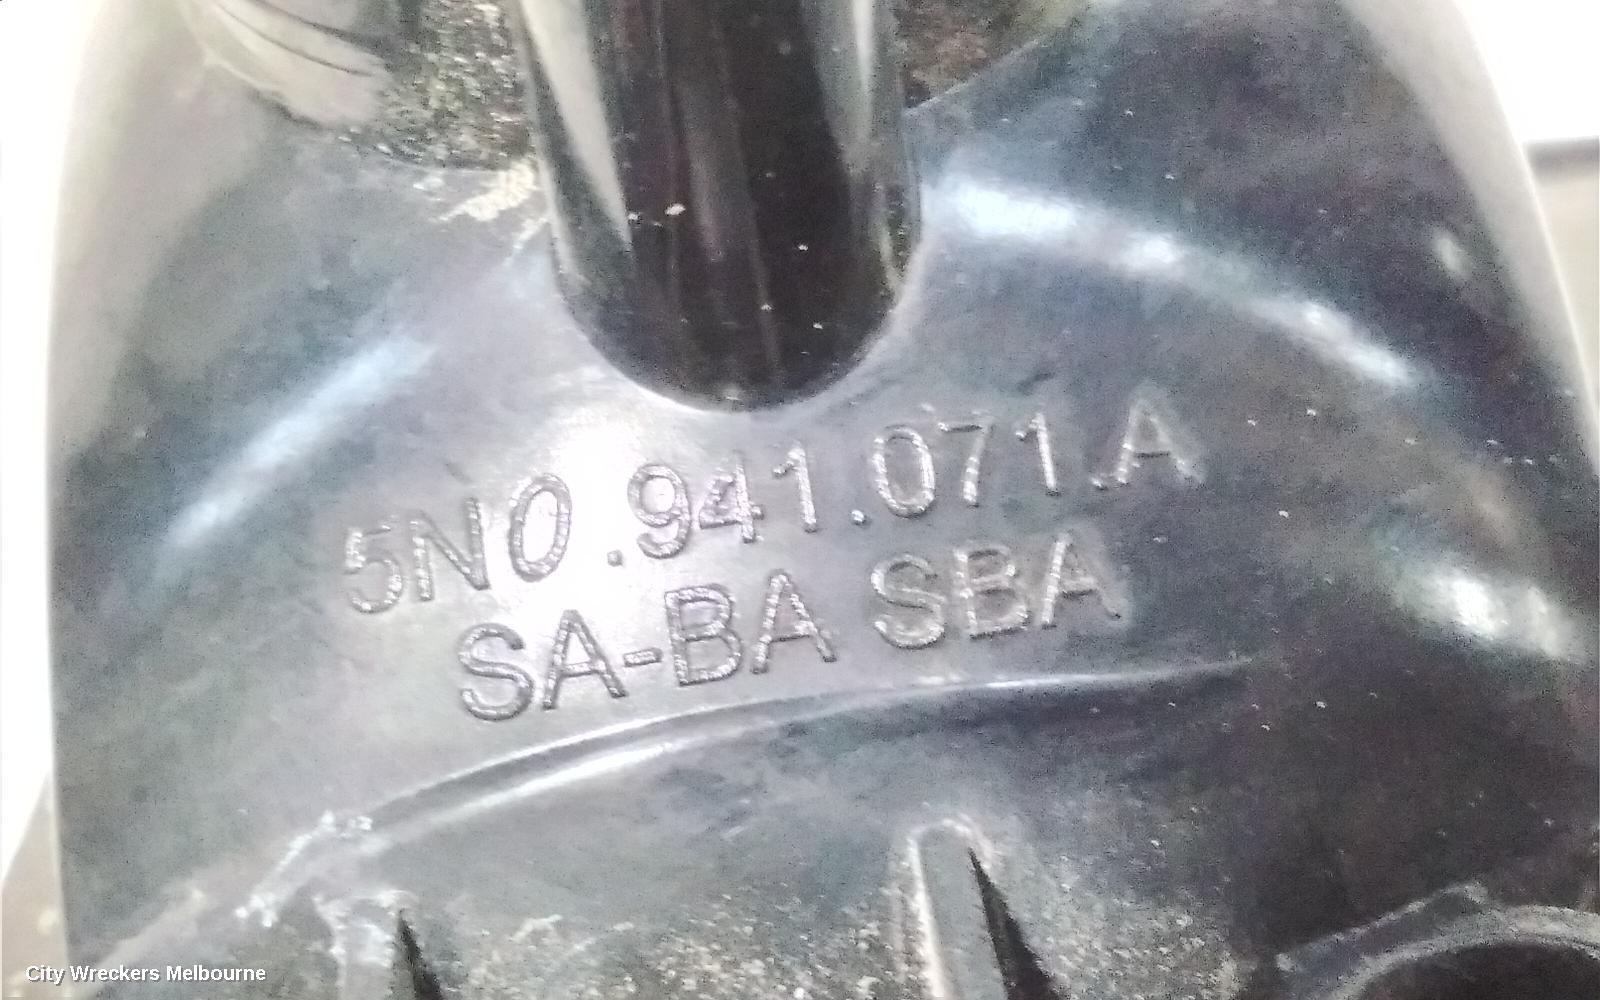 5N0.941.071.A
SA-BA SBA
City Wreckers Melbourne